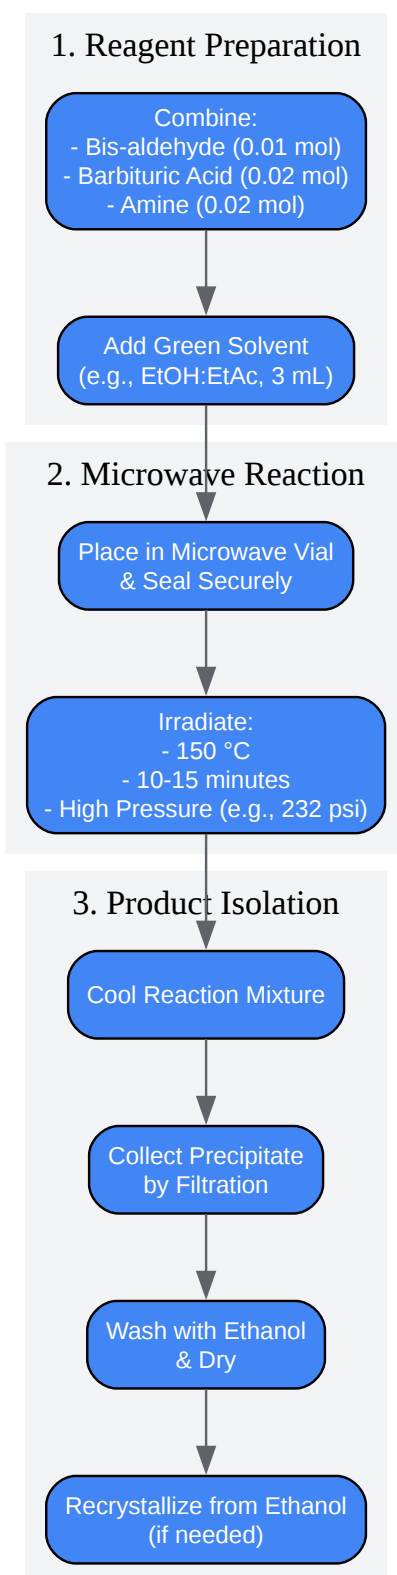 1. Reagent Preparation
Combine:
- Bis-aldehyde (0.01 mol)
- Barbituric Acid (0.02 mol)
- Amine (0.02 mol)
Add Green Solvent
(e.g., EtOH:EtAc, 3 mL)
2. Microwave Reaction
Place in Microwave Vial
& Seal Securely
Irradiate:
- 150 °C
- 10-15 minutes
- High Pressure (e.g., 232 psi)
3. Product Isolation
Cool Reaction Mixture
Collect Precipitate
by Filtration
Wash with Ethanol
& Dry
Recrystallize from Ethanol
(if needed)